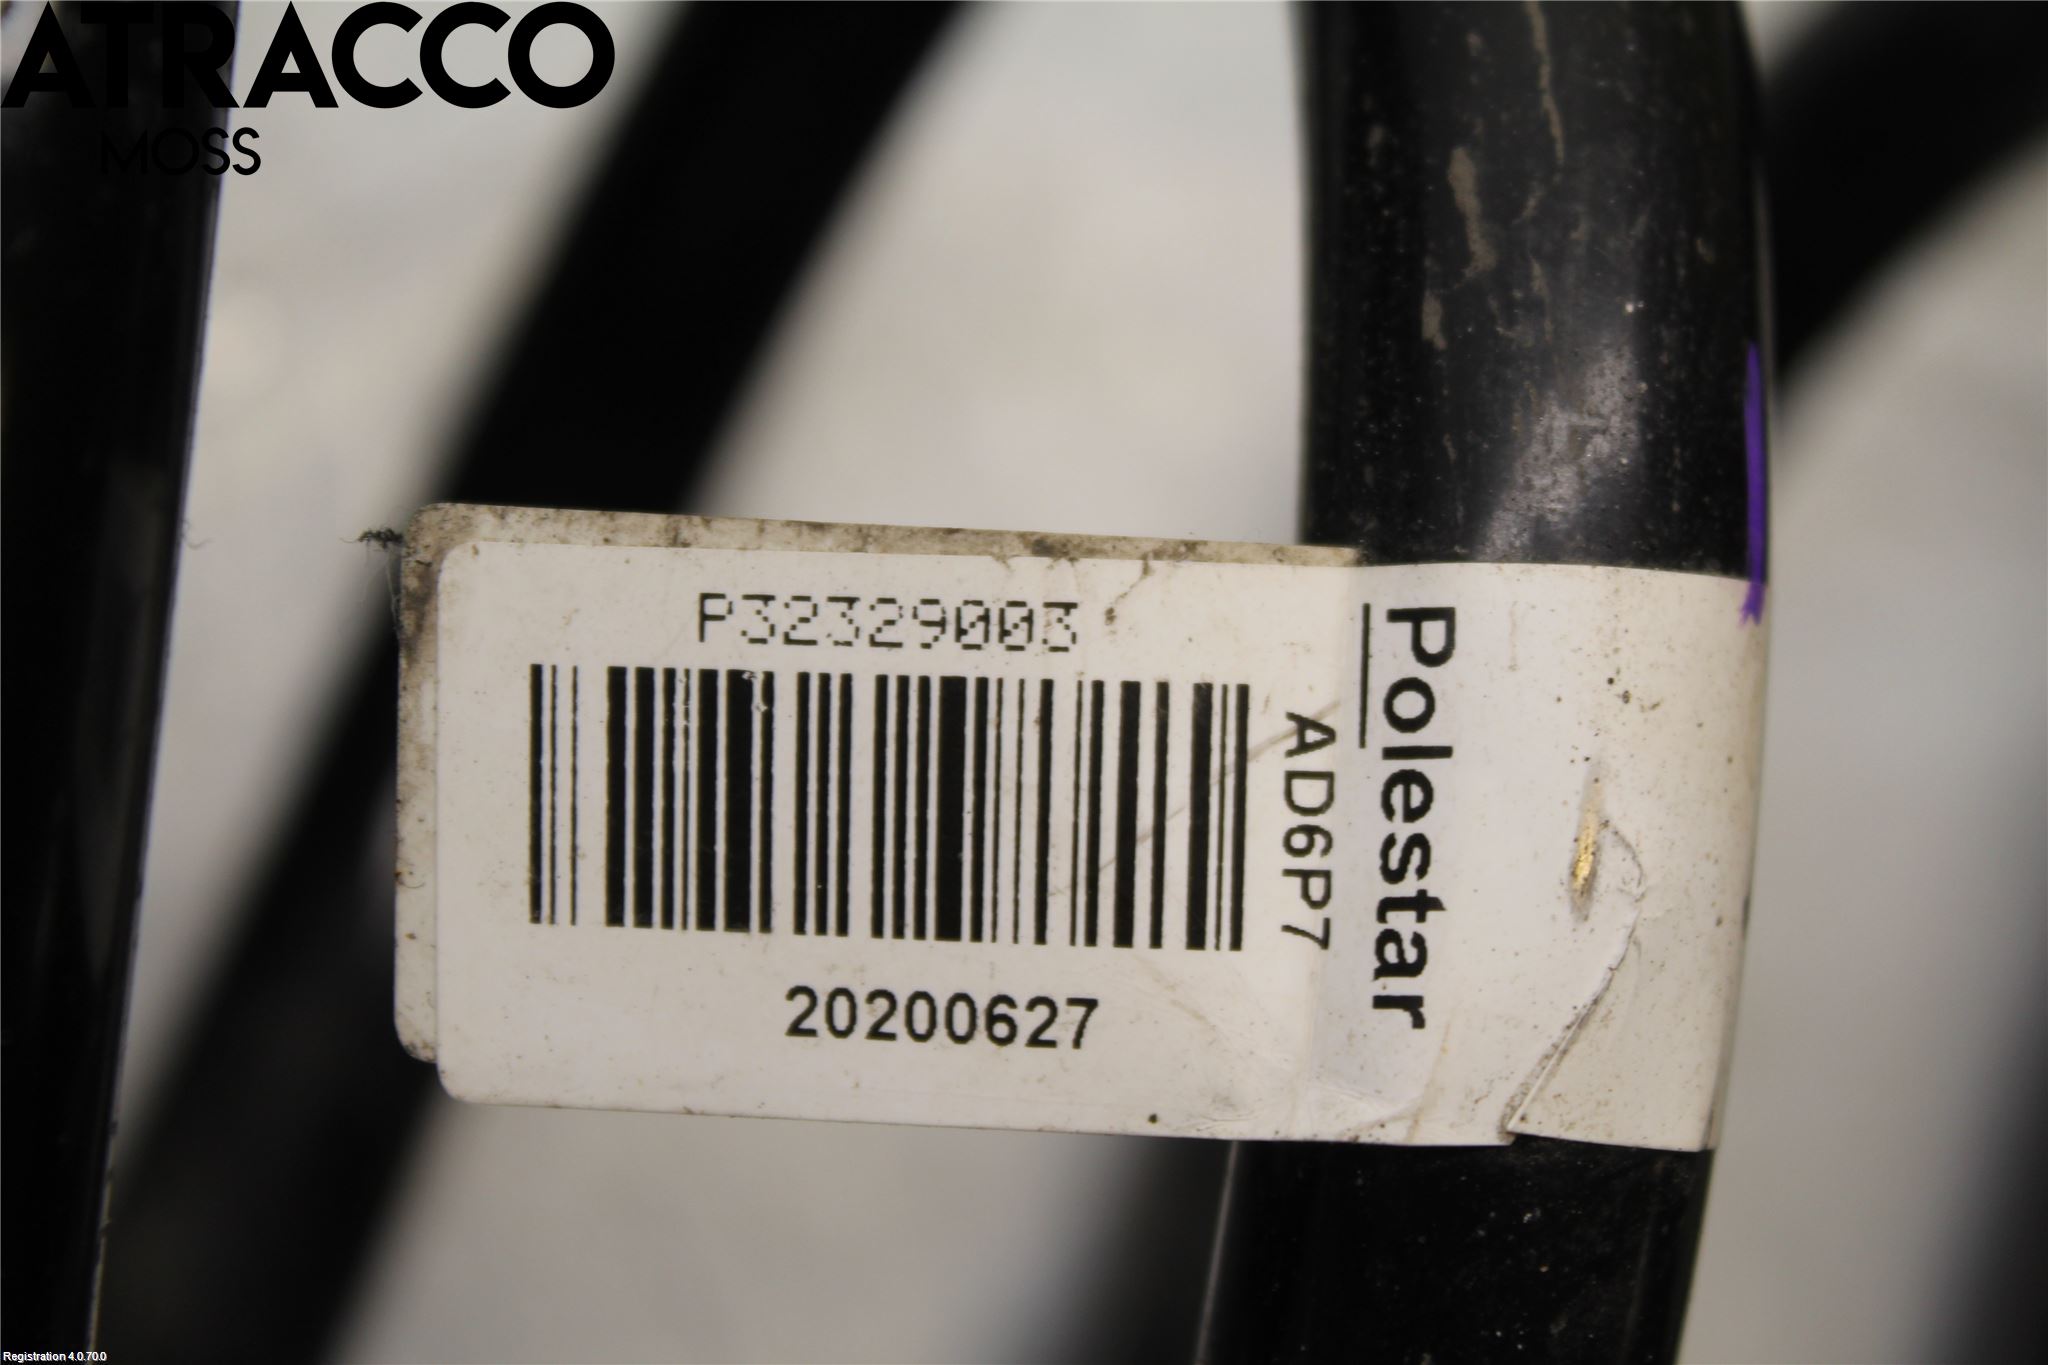 ATRACCO
MOSS
P32329003
20200627
AD6P7
Polestar
Registration 4.0.70.0